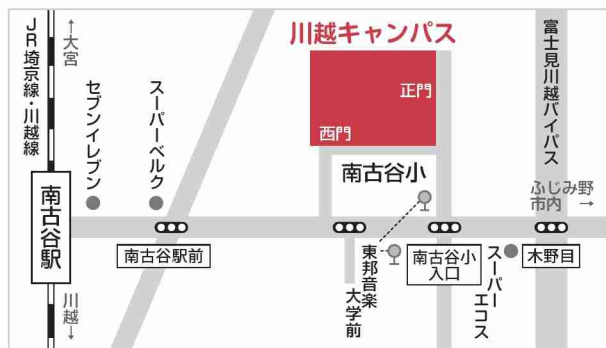 川越キャンパス
正門
西門
南古谷小
JR埼京線・川越線
↑大宮
セブンイレブン
スーパーベルク
富士見川越バイパス
ふじみ野
市内 →
南古谷駅
南古谷駅前
東邦音楽
大学前
南古谷小
入口
スーパー
エコス
木野目
川越↓